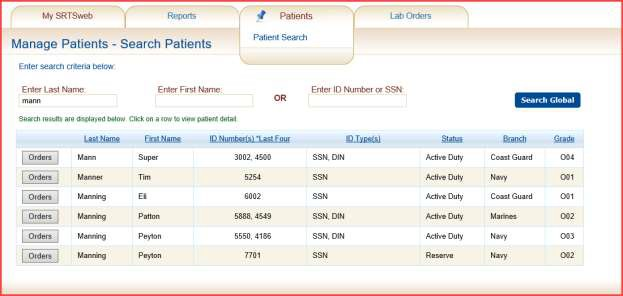 My SRTSweb Reports Patients Lab Orders
Patient Search
Manage Patients - Search Patients
Enter search criteria below:
Enter Last Name: Enter First Name: OR Enter ID Number or SSN: Search Global
mann
Search results are displayed below. Click on a row to view patient detail.
Last Name First Name ID Number(s) *Last Four ID Type(s) Status Branch Grade
Orders Mann Super 3002, 4500 SSN, DIN Active Duty Coast Guard O04
Orders Manner Tim 5254 SSN Active Duty Navy O01
Orders Manning Eli 6002 SSN Active Duty Coast Guard O01
Orders Manning Patton 5888, 4549 SSN, DIN Active Duty Marines O02
Orders Manning Peyton 5550, 4186 SSN, DIN Active Duty Navy O03
Orders Manning Peyton 7701 SSN Reserve Navy O02